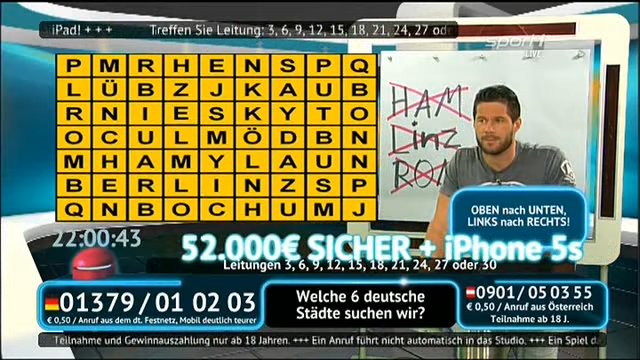 iPad! +++ Treffen Sie Leitung: 3, 6, 9, 12, 15, 18, 21, 24, 27 od
sport1
LIVE
P M R H E N S P Q
L Ü B Z J K A U B
R N I E S K Y T O
O C U L M Ö D B N
M H A M Y L A U N
B E R L I N Z S P
Q N B O C H U M J
HAM
Linz
ROM
OBEN nach UNTEN,
LINKS nach RECHTS!
22:00:43
52.000€ SICHER + iPhone 5s
Leitungen 3, 6, 9, 12, 15, 18, 21, 24, 27 oder 30
01379/01 02 03
€ 0,50 / Anruf aus dem dt. Festnetz, Mobil deutlich teurer
Welche 6 deutsche
Städte suchen wir?
0901/05 03 55
€ 0,50 / Anruf aus Österreich
Teilnahme ab 18 J.
Teilnahme und Gewinnauszahlung nur ab 18 Jahren. +++ Ein Anruf führt nicht automatisch in das Studio. +++ Ein Spiel d